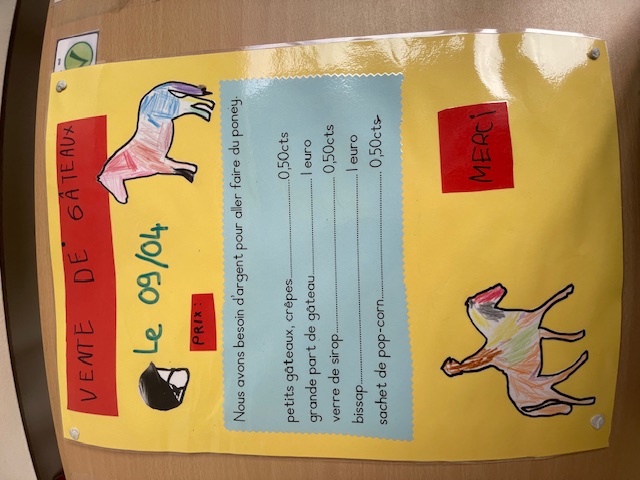 VENTE DE GÂTEAUX
Le 09/04
PRIX :
Nous avons besoin d'argent pour aller faire du poney.
petits gâteaux, crêpes....................0,50cts
grande part de gâteau....................1 euro
verre de sirop....................0,50cts
bissap....................1 euro
sachet de pop-corn....................0,50cts
MERCI